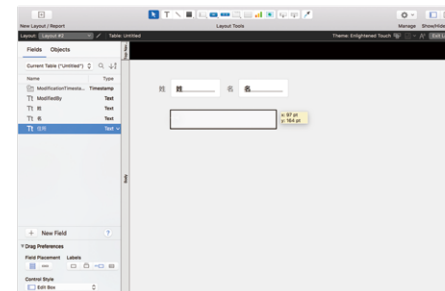 New Layout / Report
Layout Tools
Manage
Layout: Layout #2
Table: Untitled
Theme: Enlightened Touch
Fields Objects
Current Table ("Untitled")
Name Type
ModificationTimesta... Timestamp
ModifiedBy Text
姓 Text
名 Text
Text
姓 姓 名 名
x: 97 pt
y: 164 pt
Body
+ New Field ?
Drag Preferences
Field Placement Labels
Control Style
Edit Box